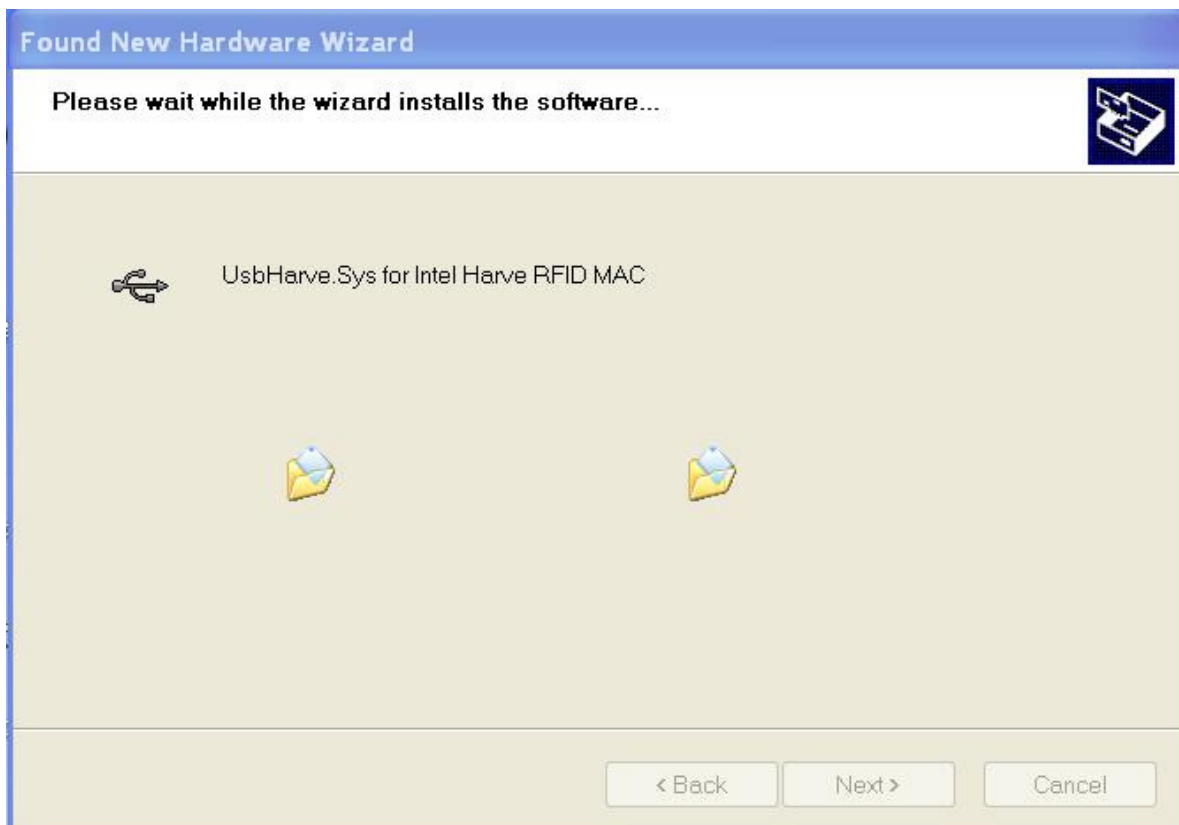 Found New Hardware Wizard
Please wait while the wizard installs the software...
UsbHarve.Sys for Intel Harve RFID MAC
< Back
Next >
Cancel